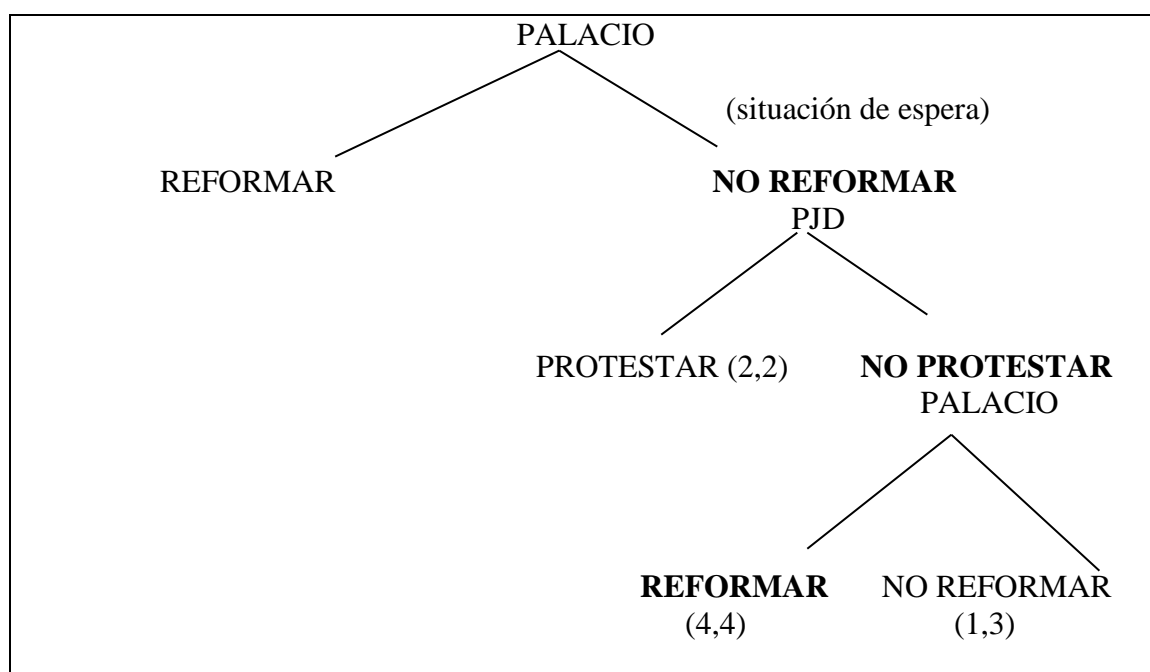 PALACIO
(situación de espera)
REFORMAR NO REFORMAR
PJD
PROTESTAR (2,2) NO PROTESTAR
PALACIO
REFORMAR NO REFORMAR
(4,4) (1,3)